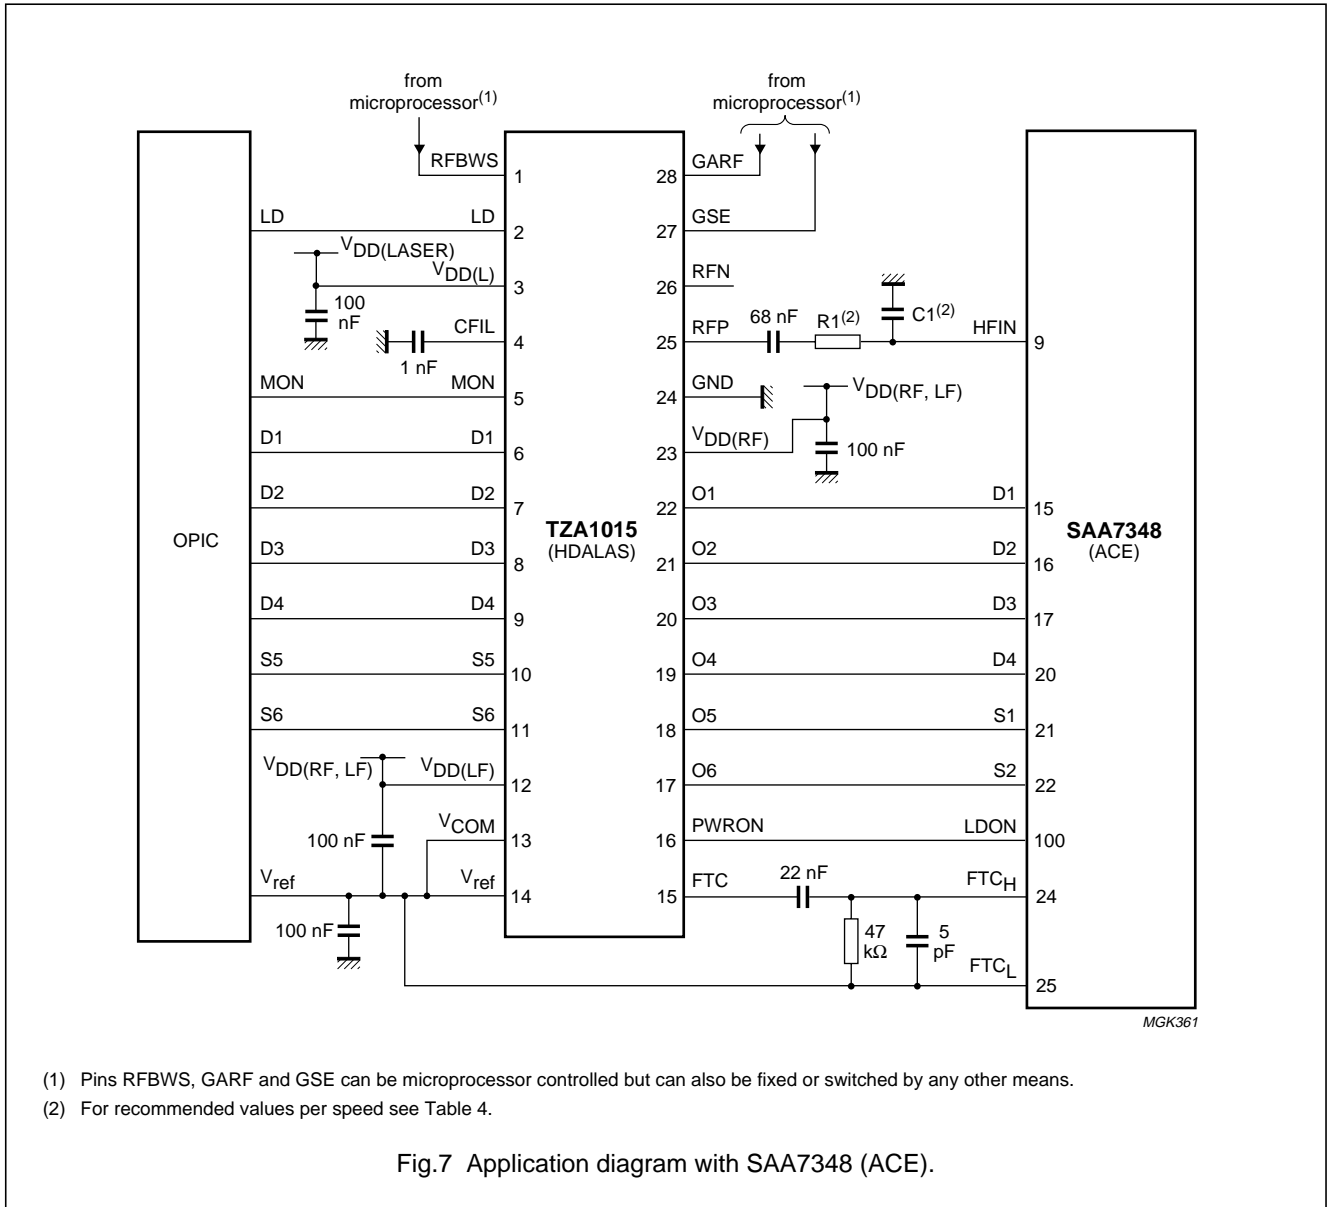 from
microprocessor(1)
from
microprocessor(1)
RFBWS
1
28
GARF
LD
LD
2
27
GSE
VDD(LASER)
VDD(L)
3
26
RFN
100
nF
CFIL
4
1 nF
25
RFP
68 nF
R1(2)
C1(2)
HFIN
9
MON
MON
5
24
GND
VDD(RF, LF)
D1
D1
6
23
VDD(RF)
100 nF
D2
D2
7
22
O1
D1
15
OPIC
TZA1015
(HDALAS)
SAA7348
(ACE)
D3
D3
8
21
O2
D2
16
D4
D4
9
20
O3
D3
17
S5
S5
10
19
O4
D4
20
S6
S6
11
18
O5
S1
21
VDD(RF, LF)
VDD(LF)
12
17
O6
S2
22
100 nF
VCOM
13
16
PWRON
LDON
100
Vref
Vref
14
15
FTC
22 nF
FTCH
24
100 nF
47
kΩ
5
pF
FTCL
25
MGK361
(1) Pins RFBWS, GARF and GSE can be microprocessor controlled but can also be fixed or switched by any other means.
(2) For recommended values per speed see Table 4.
Fig.7 Application diagram with SAA7348 (ACE).